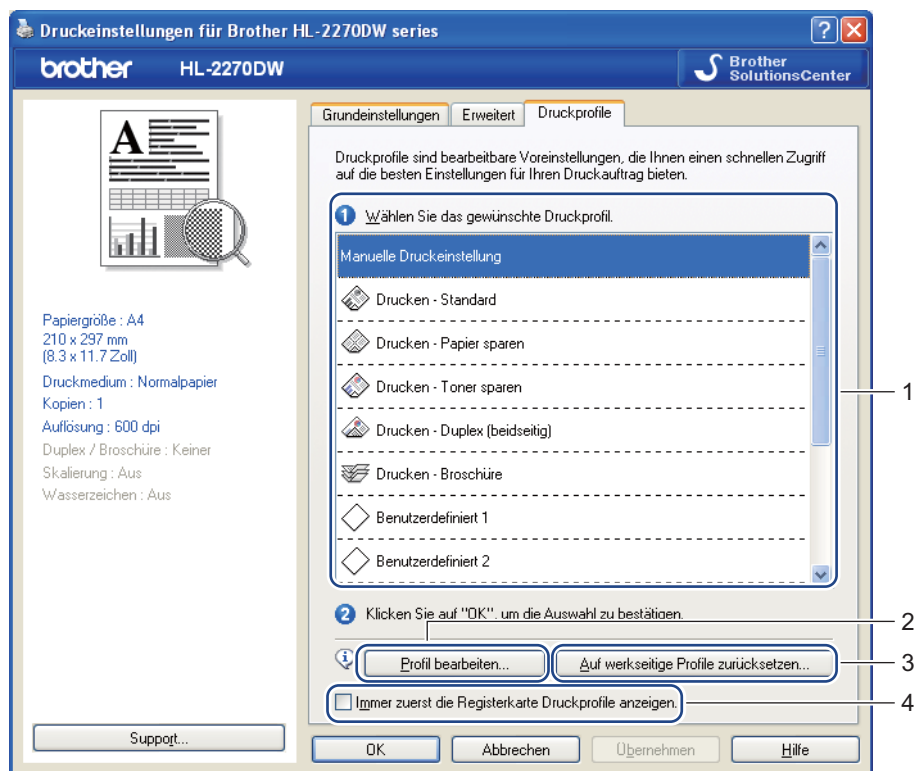 Druckeinstellungen für Brother HL-2270DW series
brother HL-2270DW
Brother
SolutionsCenter
A
Papiergröße : A4
210 x 297 mm
(8.3 x 11.7 Zoll)
Druckmedium : Normalpapier
Kopien : 1
Auflösung : 600 dpi
Duplex / Broschüre : Keiner
Skalierung : Aus
Wasserzeichen : Aus
Support...
Grundeinstellungen Erweitert Druckprofile
Druckprofile sind bearbeitbare Voreinstellungen, die Ihnen einen schnellen Zugriff
auf die besten Einstellungen für Ihren Druckauftrag bieten.
1 Wählen Sie das gewünschte Druckprofil.
Manuelle Druckeinstellung
Drucken - Standard
Drucken - Papier sparen
Drucken - Toner sparen
Drucken - Duplex (beidseitig)
Drucken - Broschüre
Benutzerdefiniert 1
Benutzerdefiniert 2
2 Klicken Sie auf "OK", um die Auswahl zu bestätigen.
Profil bearbeiten... Auf werkseitige Profile zurücksetzen...
Immer zuerst die Registerkarte Druckprofile anzeigen.
OK Abbrechen Übernehmen Hilfe
1
2
3
4